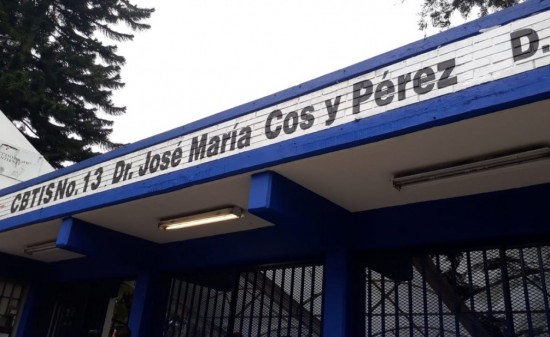 CBTIS No. 13 Dr. José María Cos y Pérez D.